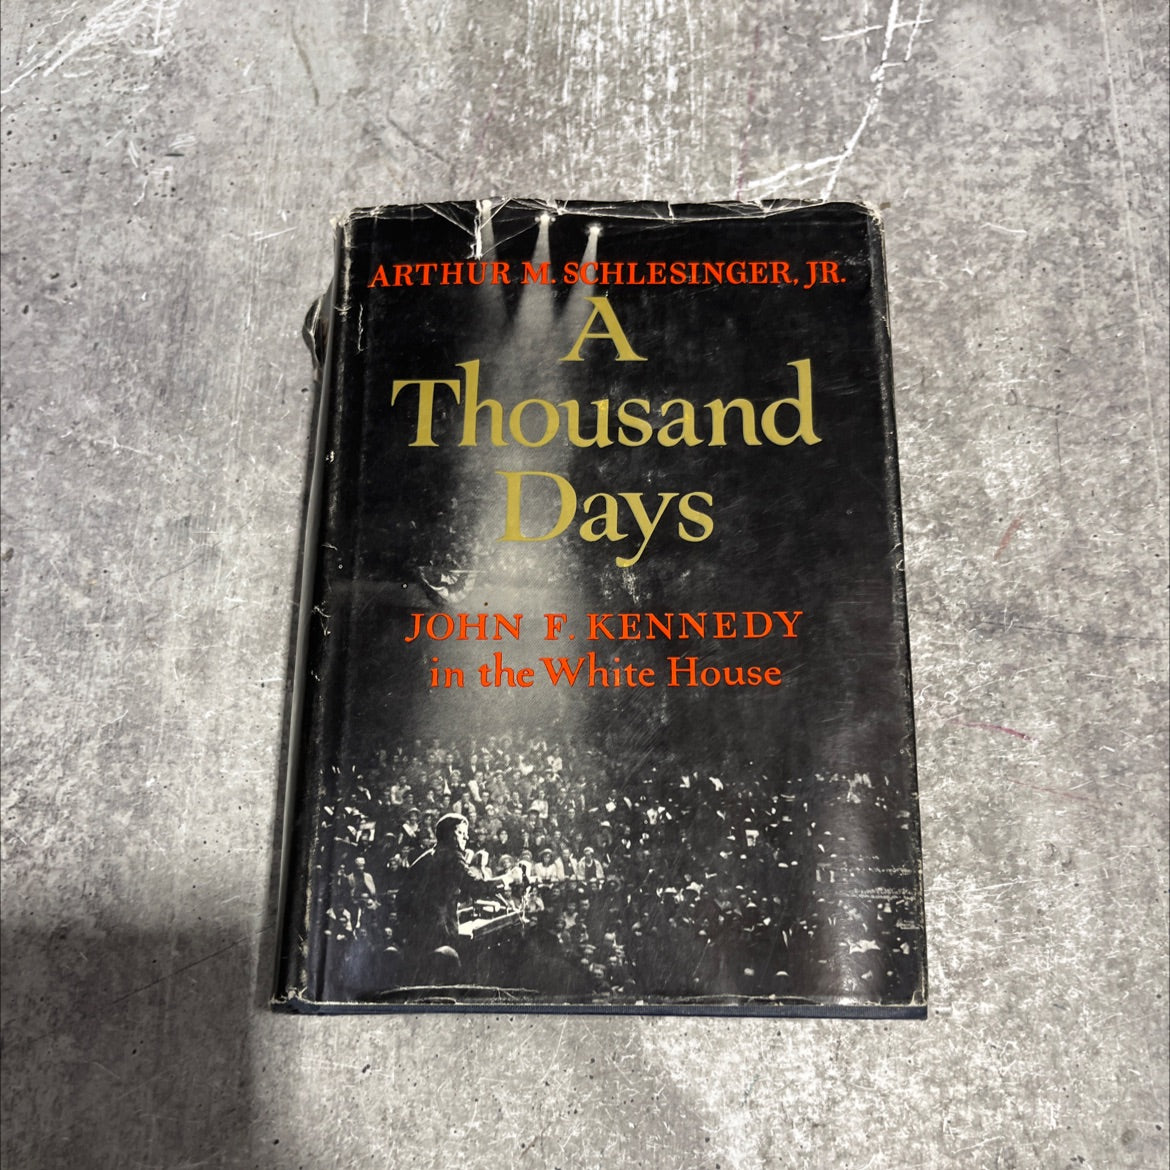 ARTHUR M. SCHLESINGER, JR.
A
Thousand
Days
JOHN F. KENNEDY
in the White House